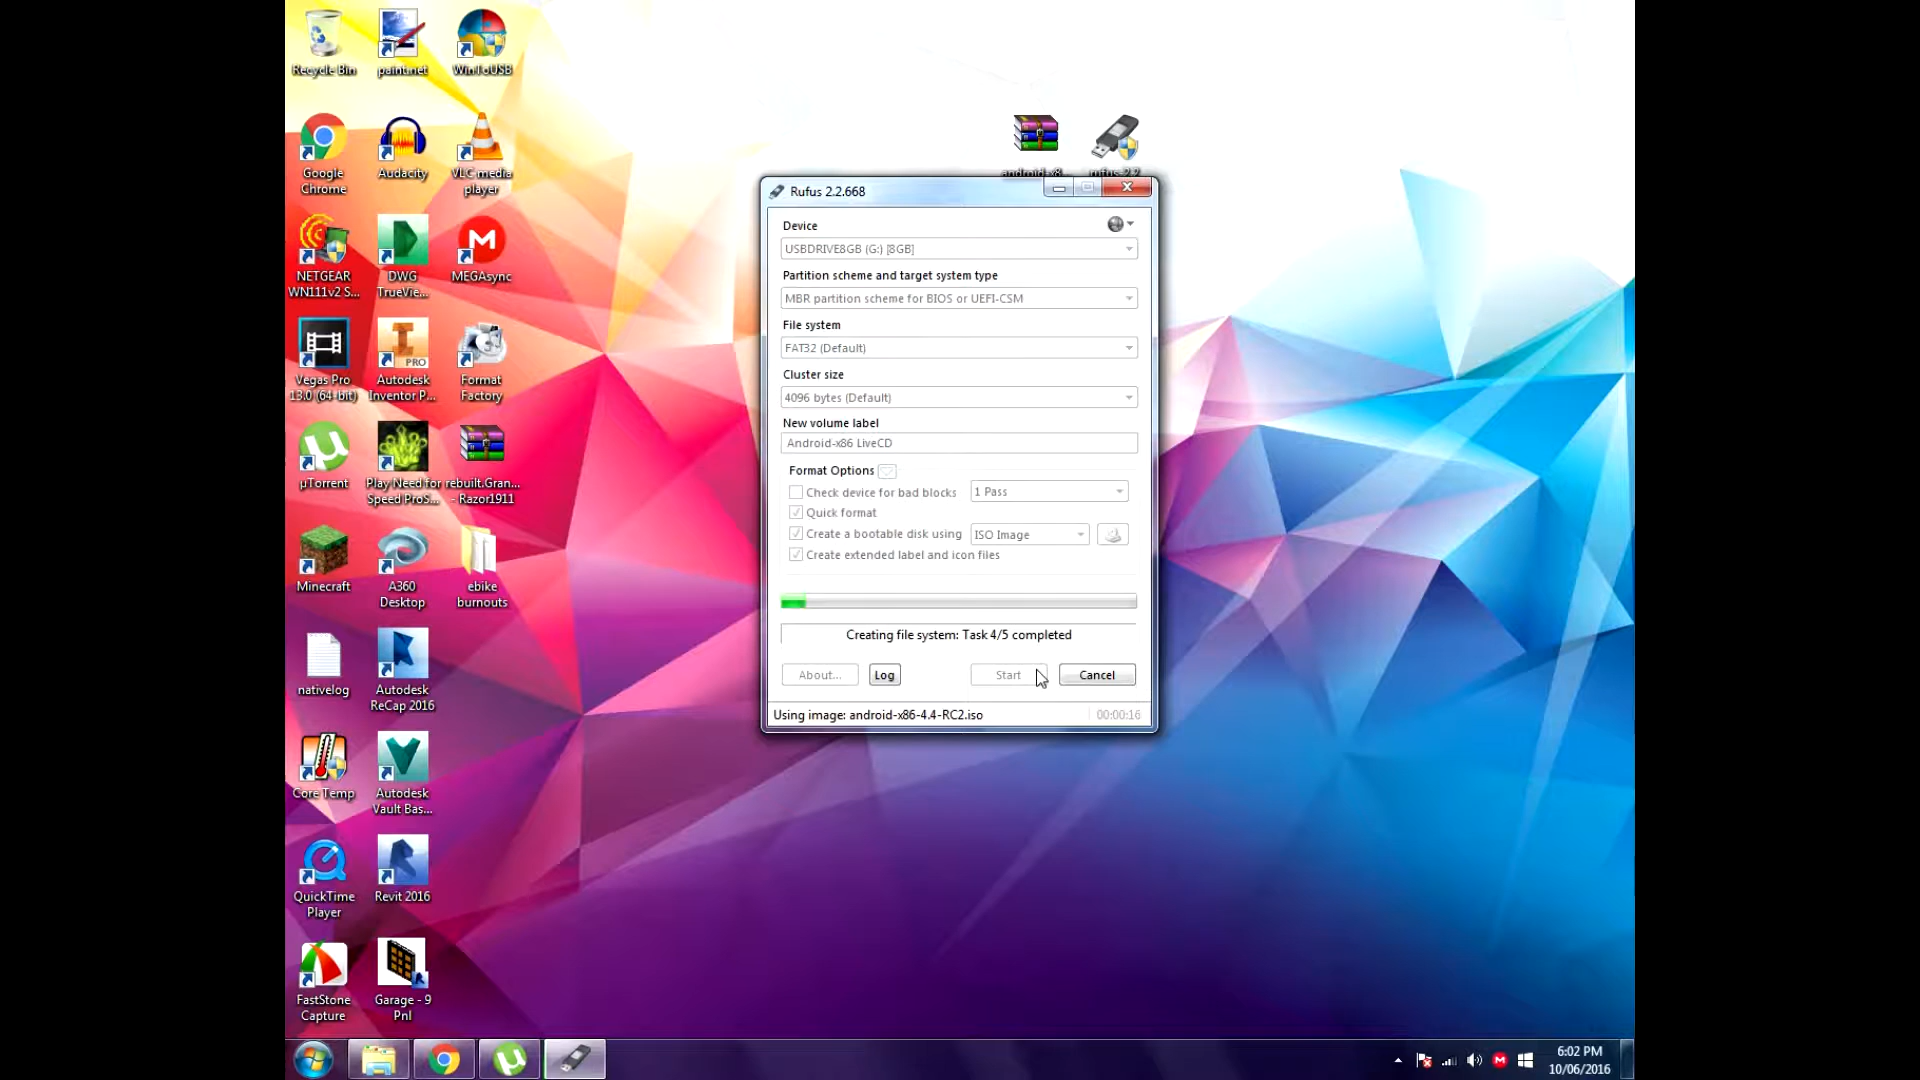 Recycle Bin
paint.net
WinToUSB
Google
Chrome
Audacity
VLC media
player
NETGEAR
WN111v2 S...
DWG
TrueVie...
MEGAsync
Vegas Pro
13.0 (64-bit)
PRO
Autodesk
Inventor P...
Format
Factory
µTorrent
Play Need for
Speed ProS...
rebuilt.Gran...
- Razor1911
Minecraft
A360
Desktop
ebike
burnouts
nativelog
Autodesk
ReCap 2016
Core Temp
Autodesk
Vault Bas...
QuickTime
Player
Revit 2016
FastStone
Capture
Garage - 9
Pnl
android-x8...
rufus-2.2
Rufus 2.2.668
Device
USBDRIVE8GB (G:) [8GB]
Partition scheme and target system type
MBR partition scheme for BIOS or UEFI-CSM
File system
FAT32 (Default)
Cluster size
4096 bytes (Default)
New volume label
Android-x86 LiveCD
Format Options
Check device for bad blocks
1 Pass
Quick format
Create a bootable disk using
ISO Image
Create extended label and icon files
Creating file system: Task 4/5 completed
About...
Log
Start
Cancel
Using image: android-x86-4.4-RC2.iso
00:00:16
6:02 PM
10/06/2016